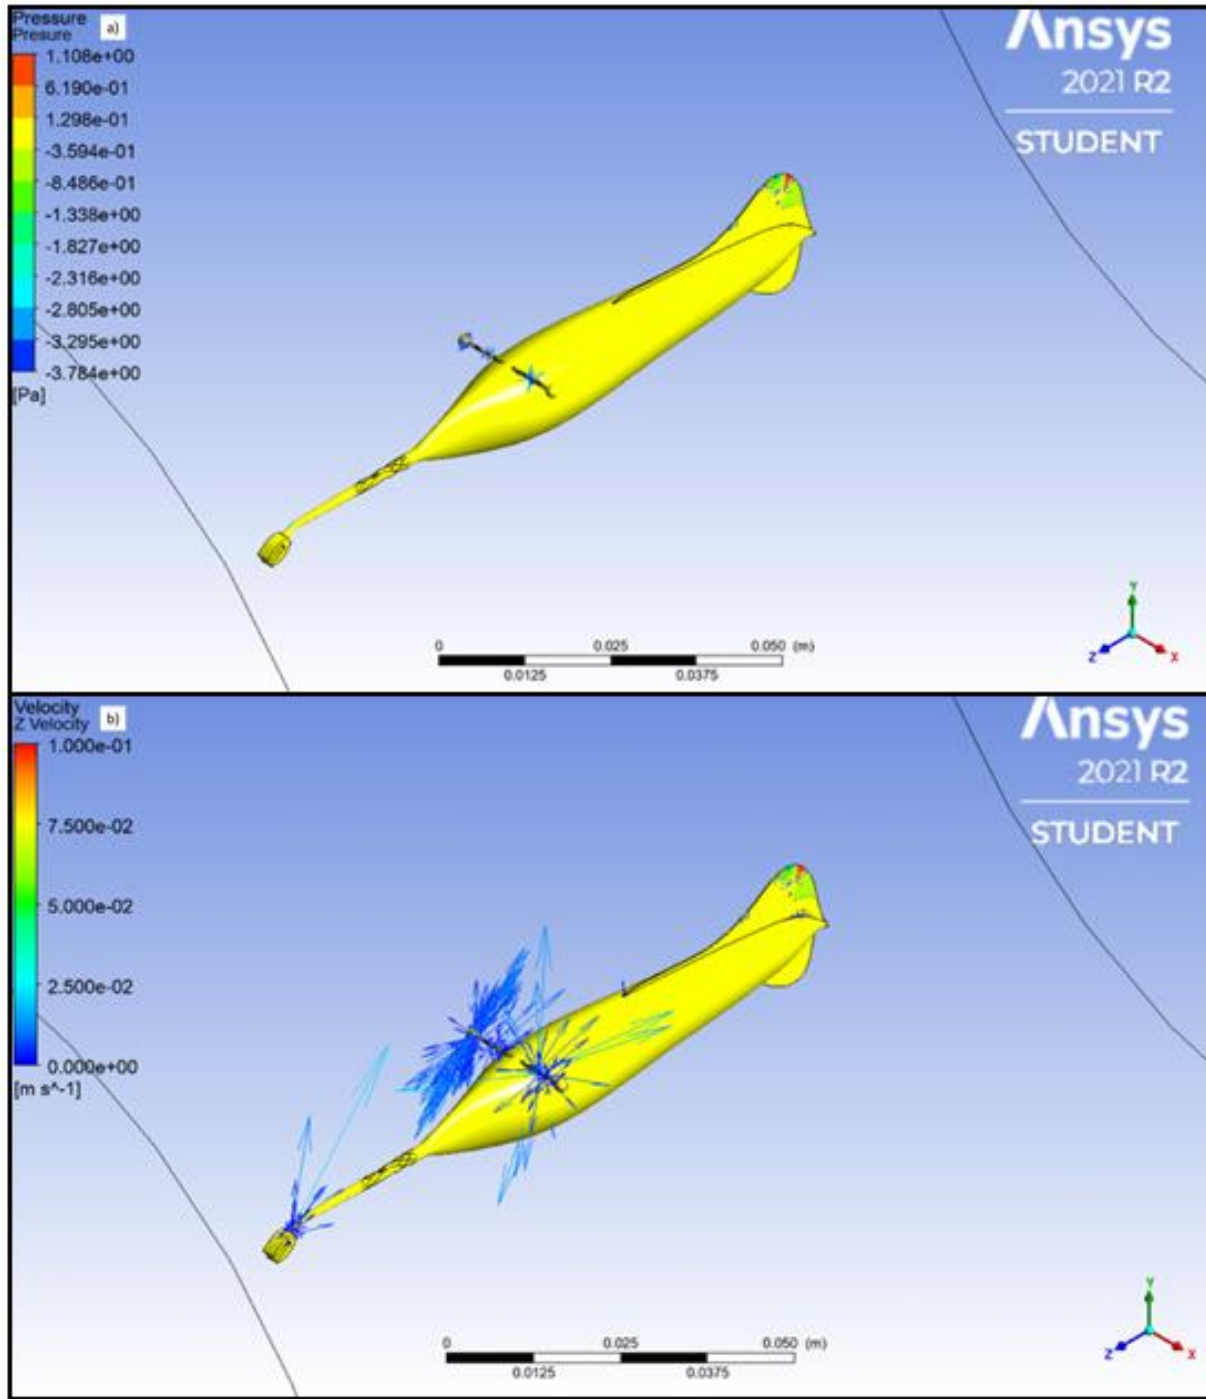 Pressure
Presure
a)
1.108e+00
6.190e-01
1.298e-01
-3.594e-01
-8.486e-01
-1.338e+00
-1.827e+00
-2.316e+00
-2.805e+00
-3.295e+00
-3.784e+00
[Pa]
Ansys
2021 R2
STUDENT
0 0.025 0.050 (m)
0.0125 0.0375
Y
Z X
Velocity
Z Velocity
b)
1.000e-01
7.500e-02
5.000e-02
2.500e-02
0.000e+00
[m s^-1]
Ansys
2021 R2
STUDENT
0 0.025 0.050 (m)
0.0125 0.0375
Y
Z X